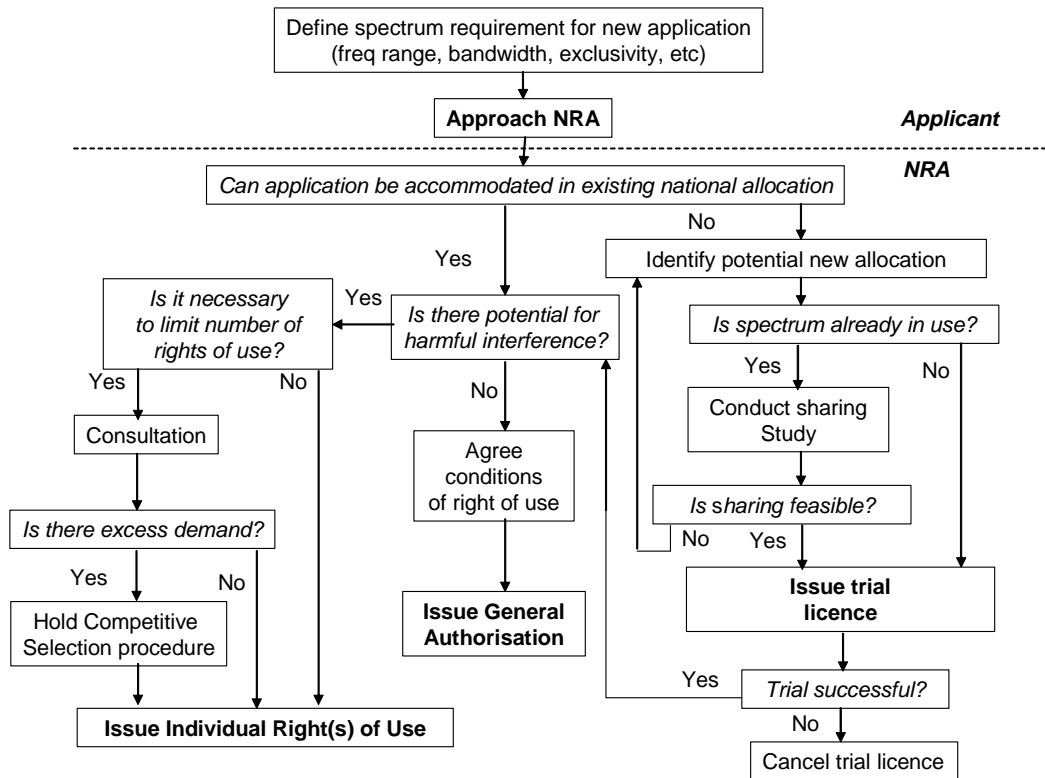 Define spectrum requirement for new application
(freq range, bandwidth, exclusivity, etc)
Approach NRA
Applicant
NRA
Can application be accommodated in existing national allocation
No
Yes
Identify potential new allocation
Is it necessary
to limit number of
rights of use?
Yes
Is there potential for
harmful interference?
Is spectrum already in use?
Yes
No
Yes
No
No
Conduct sharing
Study
Consultation
Agree
conditions
of right of use
Is sharing feasible?
No
Yes
Is there excess demand?
Yes
No
Issue trial
licence
Issue General
Authorisation
Hold Competitive
Selection procedure
Yes
Trial successful?
No
Issue Individual Right(s) of Use
Cancel trial licence